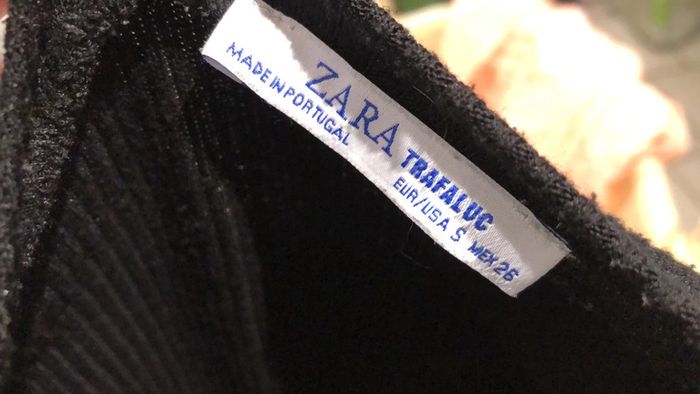 ZARA TRAFALUC
MADE IN PORTUGAL EUR/USA S MEX 26